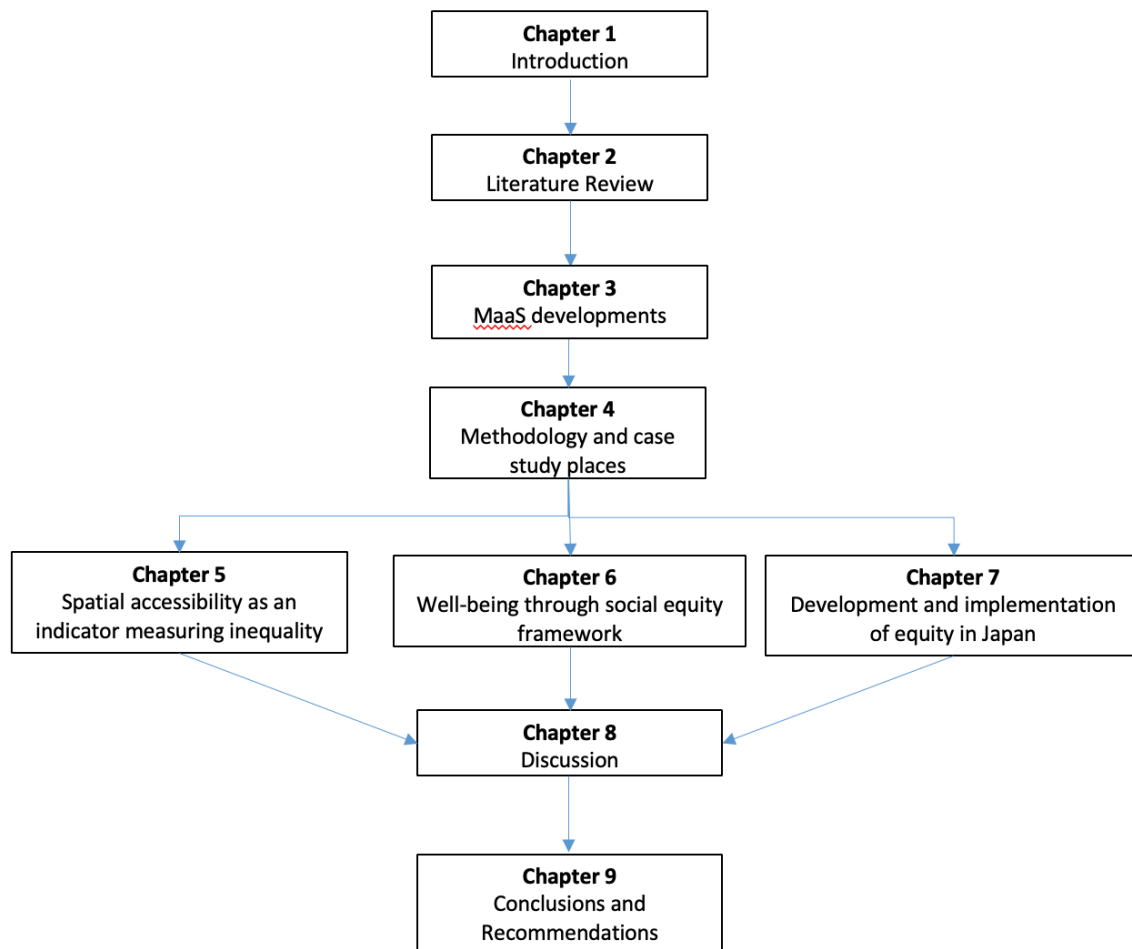 Chapter 1
Introduction
Chapter 2
Literature Review
Chapter 3
MaaS developments
Chapter 4
Methodology and case
study places
Chapter 5
Spatial accessibility as an
indicator measuring inequality
Chapter 6
Well-being through social equity
framework
Chapter 7
Development and implementation
of equity in Japan
Chapter 8
Discussion
Chapter 9
Conclusions and
Recommendations